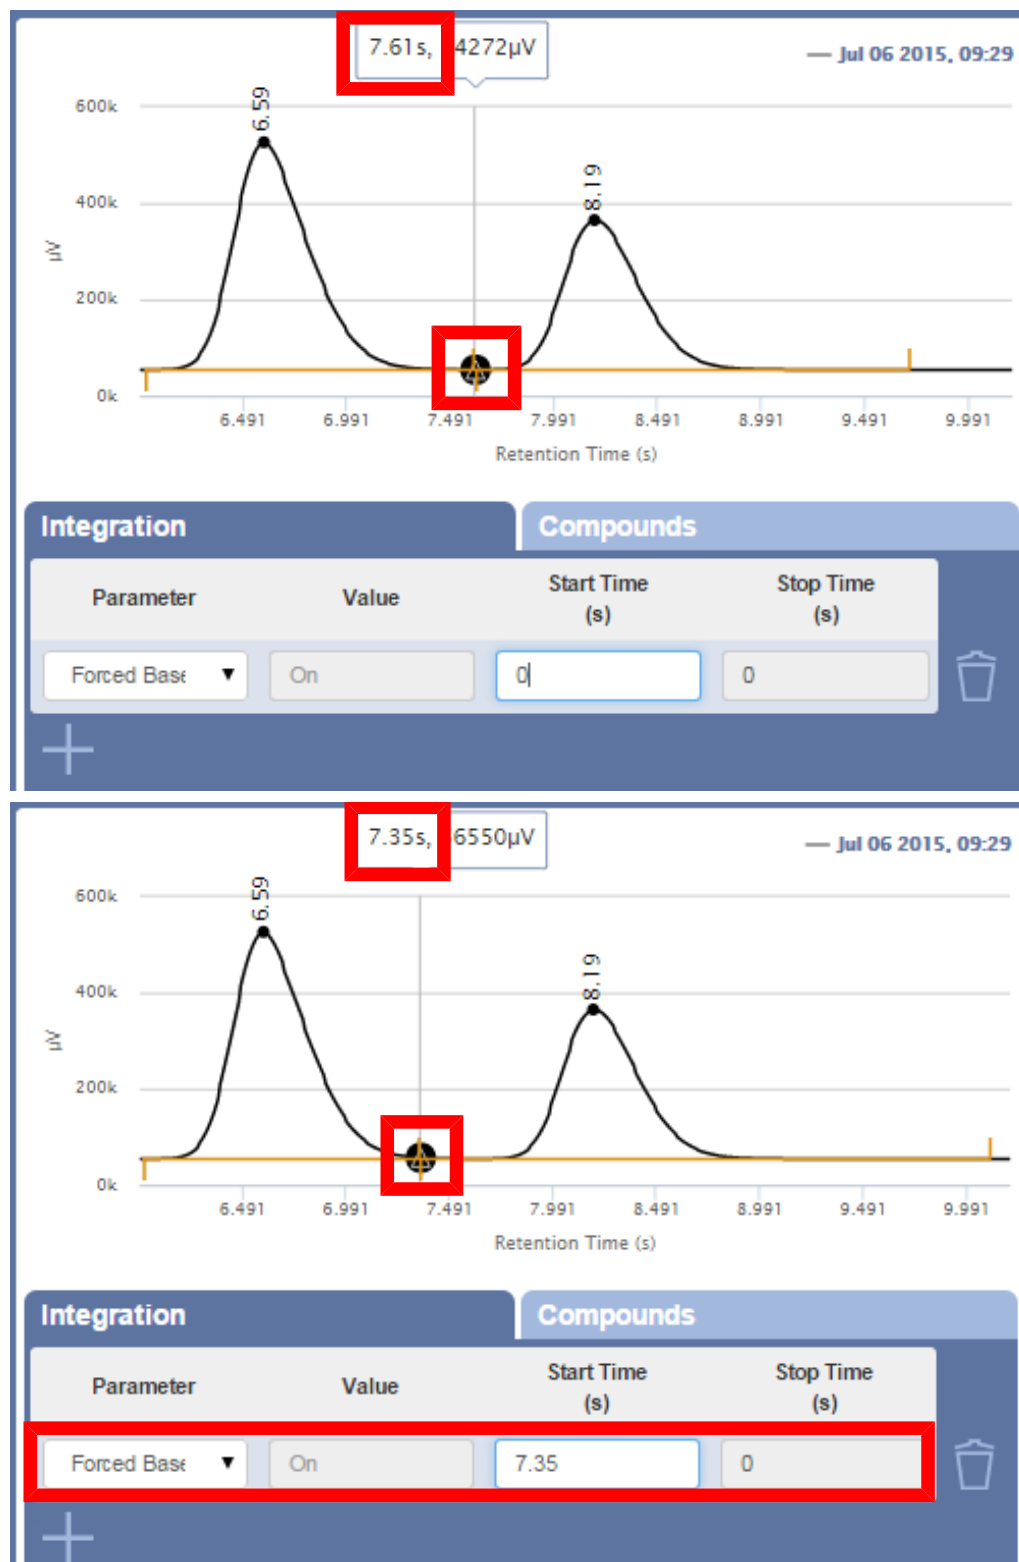 7.61s, 4272µV
Jul 06 2015, 09:29
600k
400k
200k
0k
µV
6.59
8.19
6.491 6.991 7.491 7.991 8.491 8.991 9.491 9.991
Retention Time (s)
Integration Compounds
Parameter Value Start Time (s) Stop Time (s)
Forced Base On 0 0
7.35s, 6550µV
Jul 06 2015, 09:29
600k
400k
200k
0k
µV
6.59
8.19
6.491 6.991 7.491 7.991 8.491 8.991 9.491 9.991
Retention Time (s)
Integration Compounds
Parameter Value Start Time (s) Stop Time (s)
Forced Base On 7.35 0